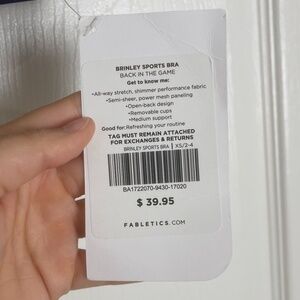 BRINLEY SPORTS BRA
BACK IN THE GAME
Get to know me:
•All-way stretch, shimmer performance fabric
•Semi-sheer, power mesh paneling
•Open-back design
•Removable cups
•Medium support
Good for:Refreshing your routine
TAG MUST REMAIN ATTACHED
FOR EXCHANGES & RETURNS
BRINLEY SPORTS BRA | XS/2-4
BA1722070-9430-17020
$ 39.95
FABLETICS.COM